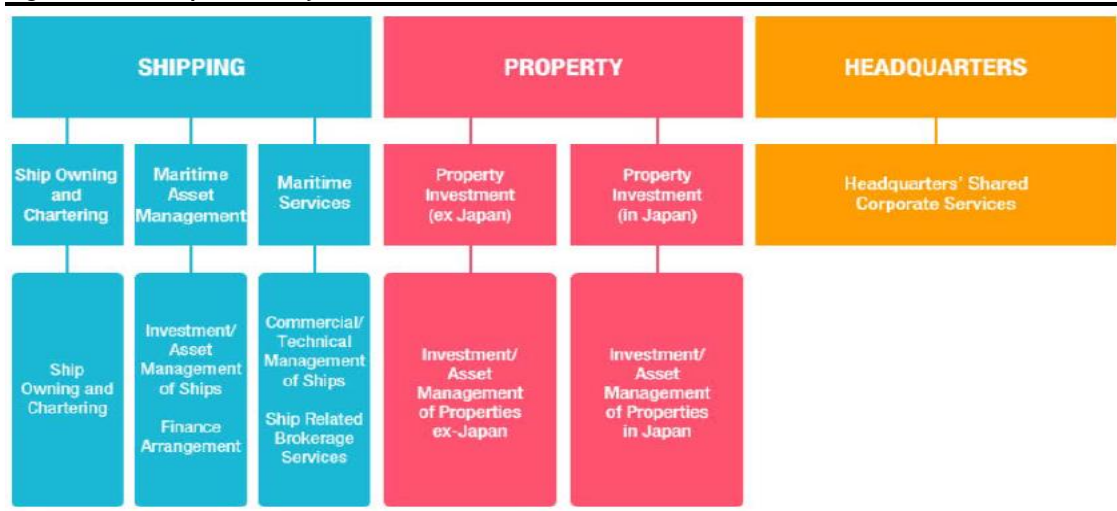 SHIPPING
PROPERTY
HEADQUARTERS
Ship Owning
and
Chartering
Maritime
Asset
Management
Maritime
Services
Property
Investment
(ex Japan)
Property
Investment
(in Japan)
Headquarters' Shared
Corporate Services
Ship
Owning and
Chartering
Investment/
Asset
Management
of Ships
Finance
Arrangement
Commercial/
Technical
Management
of Ships
Ship Related
Brokerage
Services
Investment/
Asset
Management
of Properties
ex-Japan
Investment/
Asset
Management
of Properties
in Japan